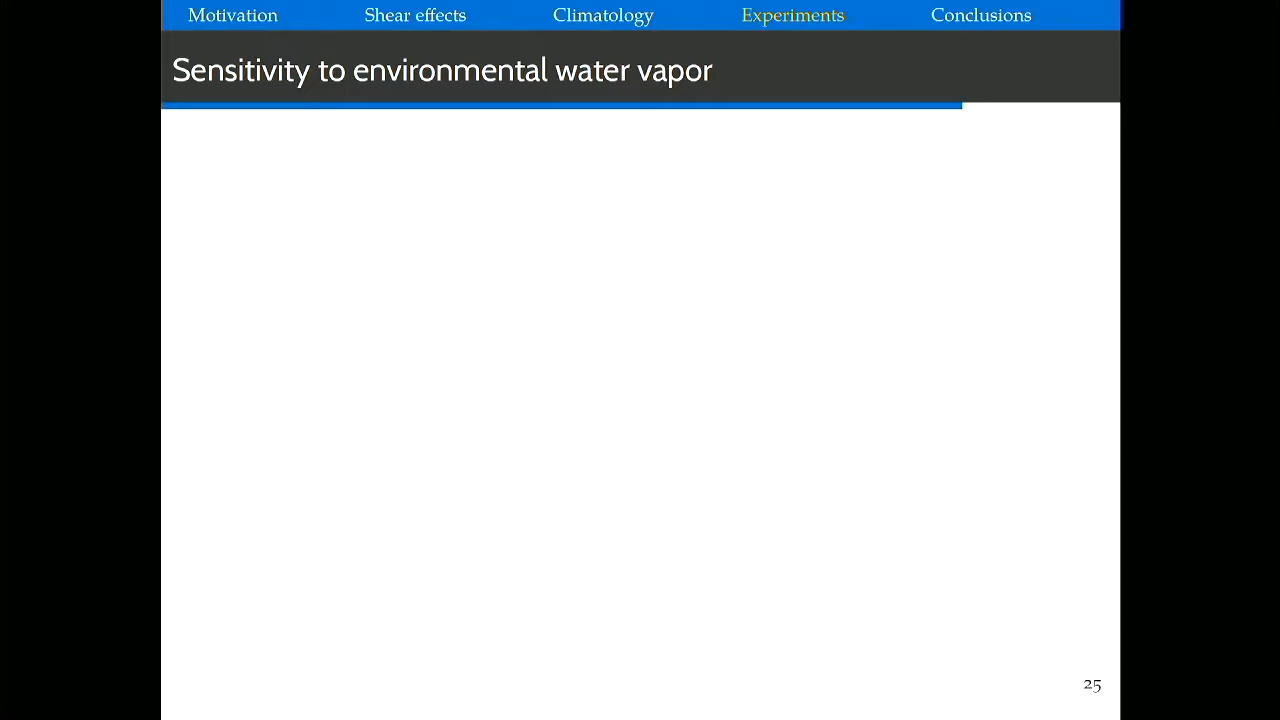 Motivation Shear effects Climatology Experiments Conclusions
Sensitivity to environmental water vapor
25